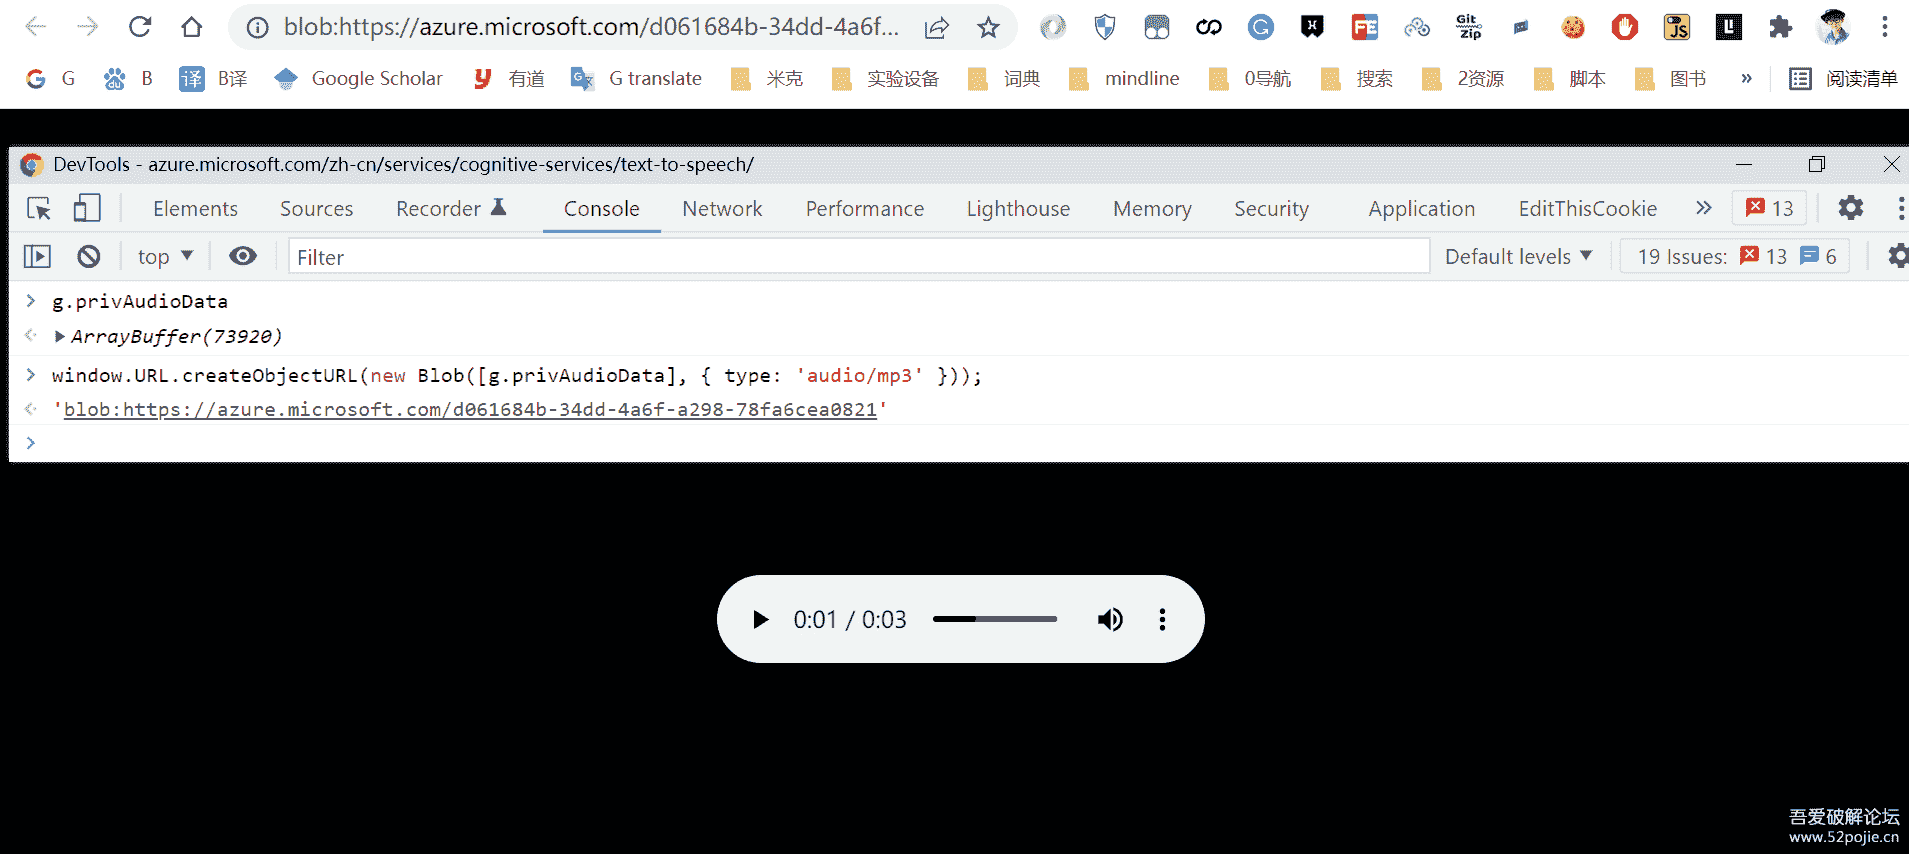 blob:https://azure.microsoft.com/d061684b-34dd-4a6f...
Git Zip
JS
L
G B B译 Google Scholar 有道 G translate 米克 实验设备 词典 mindline 0导航 搜索 2资源 脚本 图书 » 阅读清单
DevTools - azure.microsoft.com/zh-cn/services/cognitive-services/text-to-speech/
Elements Sources Recorder Console Network Performance Lighthouse Memory Security Application EditThisCookie » 13
top Filter Default levels 19 Issues: 13 6
g.privAudioData
ArrayBuffer(73920)
window.URL.createObjectURL(new Blob([g.privAudioData], { type: 'audio/mp3' }));
'blob:https://azure.microsoft.com/d061684b-34dd-4a6f-a298-78fa6cea0821'
0:01 / 0:03
吾爱破解论坛
www.52pojie.cn